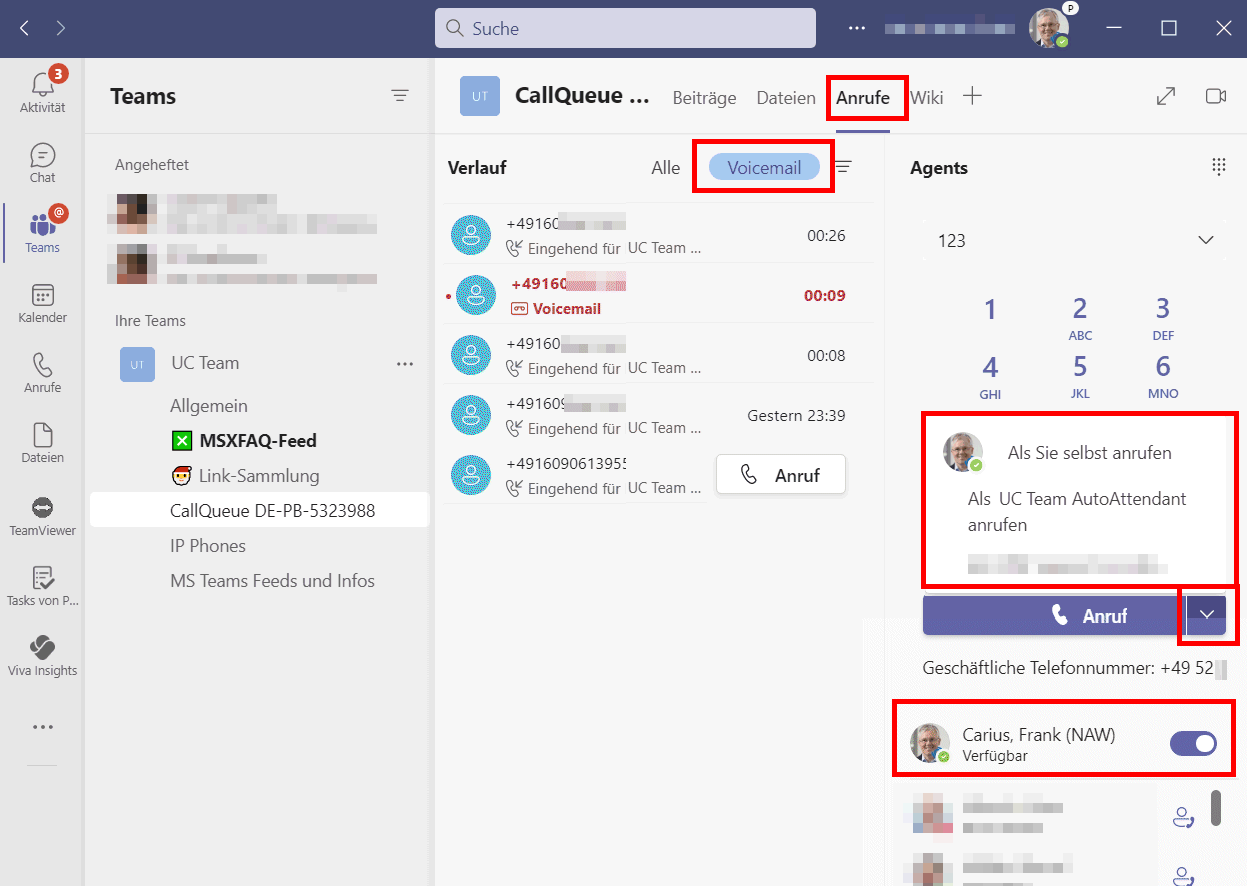 Suche
P
3
Aktivität
Chat
@
Teams
Kalender
Anrufe
Dateien
TeamViewer
Tasks von P...
Viva Insights
Teams
Angeheftet
Ihre Teams
UT
UC Team
Allgemein
MSXFAQ-Feed
Link-Sammlung
CallQueue DE-PB-5323988
IP Phones
MS Teams Feeds und Infos
UT
CallQueue ...
Beiträge
Dateien
Anrufe
Wiki
Verlauf
Alle
Voicemail
+49160
00:26
Eingehend für UC Team ...
+49160
00:09
Voicemail
+49160
00:08
Eingehend für UC Team ...
+49160
Gestern 23:39
Eingehend für UC Team ...
+4916090613955
Eingehend für UC Team ...
Anruf
Agents
123
1 2 3
ABC DEF
4 5 6
GHI JKL MNO
Als Sie selbst anrufen
Als UC Team AutoAttendant
anrufen
Anruf
Geschäftliche Telefonnummer: +49 52
Carius, Frank (NAW)
Verfügbar